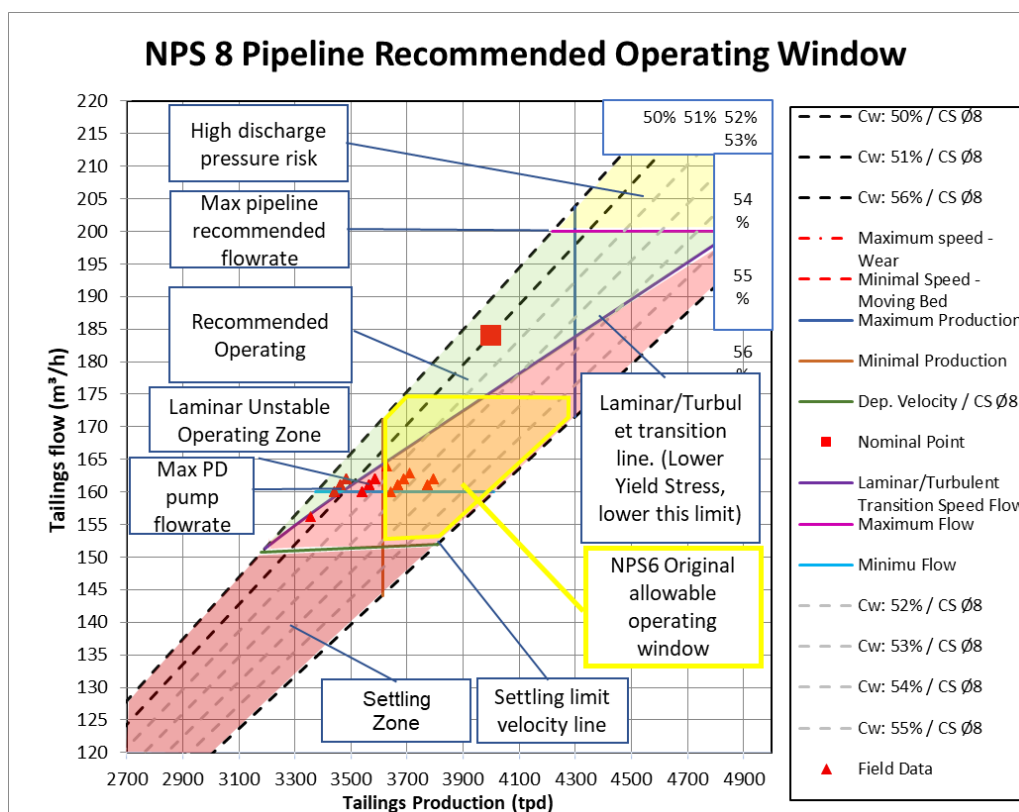 NPS 8 Pipeline Recommended Operating Window
Tailings flow (m³/h)
220
215
210
205
200
195
190
185
180
175
170
165
160
155
150
145
140
135
130
125
120
2700
3100
3300
3500
3700
3900
4100
4300
4500
4700
4900
Tailings Production (tpd)
High discharge
pressure risk
Max pipeline
recommended
flowrate
Recommended
Operating
Laminar Unstable
Operating Zone
Max PD
pump
flowrate
50% 51% 52%
53%
54
%
55
%
56
%
Laminar/Turbul
et transition
line. (Lower
Yield Stress,
lower this limit)
NPS6 Original
allowable
operating
window
Settling
Zone
Settling limit
velocity line
Cw: 50% / CS Ø8
Cw: 51% / CS Ø8
Cw: 56% / CS Ø8
Maximum speed -
Wear
Minimal Speed -
Moving Bed
Maximum Production
Minimal Production
Dep. Velocity / CS Ø8
Nominal Point
Laminar/Turbulent
Transition Speed Flow
Maximum Flow
Minimu Flow
Cw: 52% / CS Ø8
Cw: 53% / CS Ø8
Cw: 54% / CS Ø8
Cw: 55% / CS Ø8
Field Data